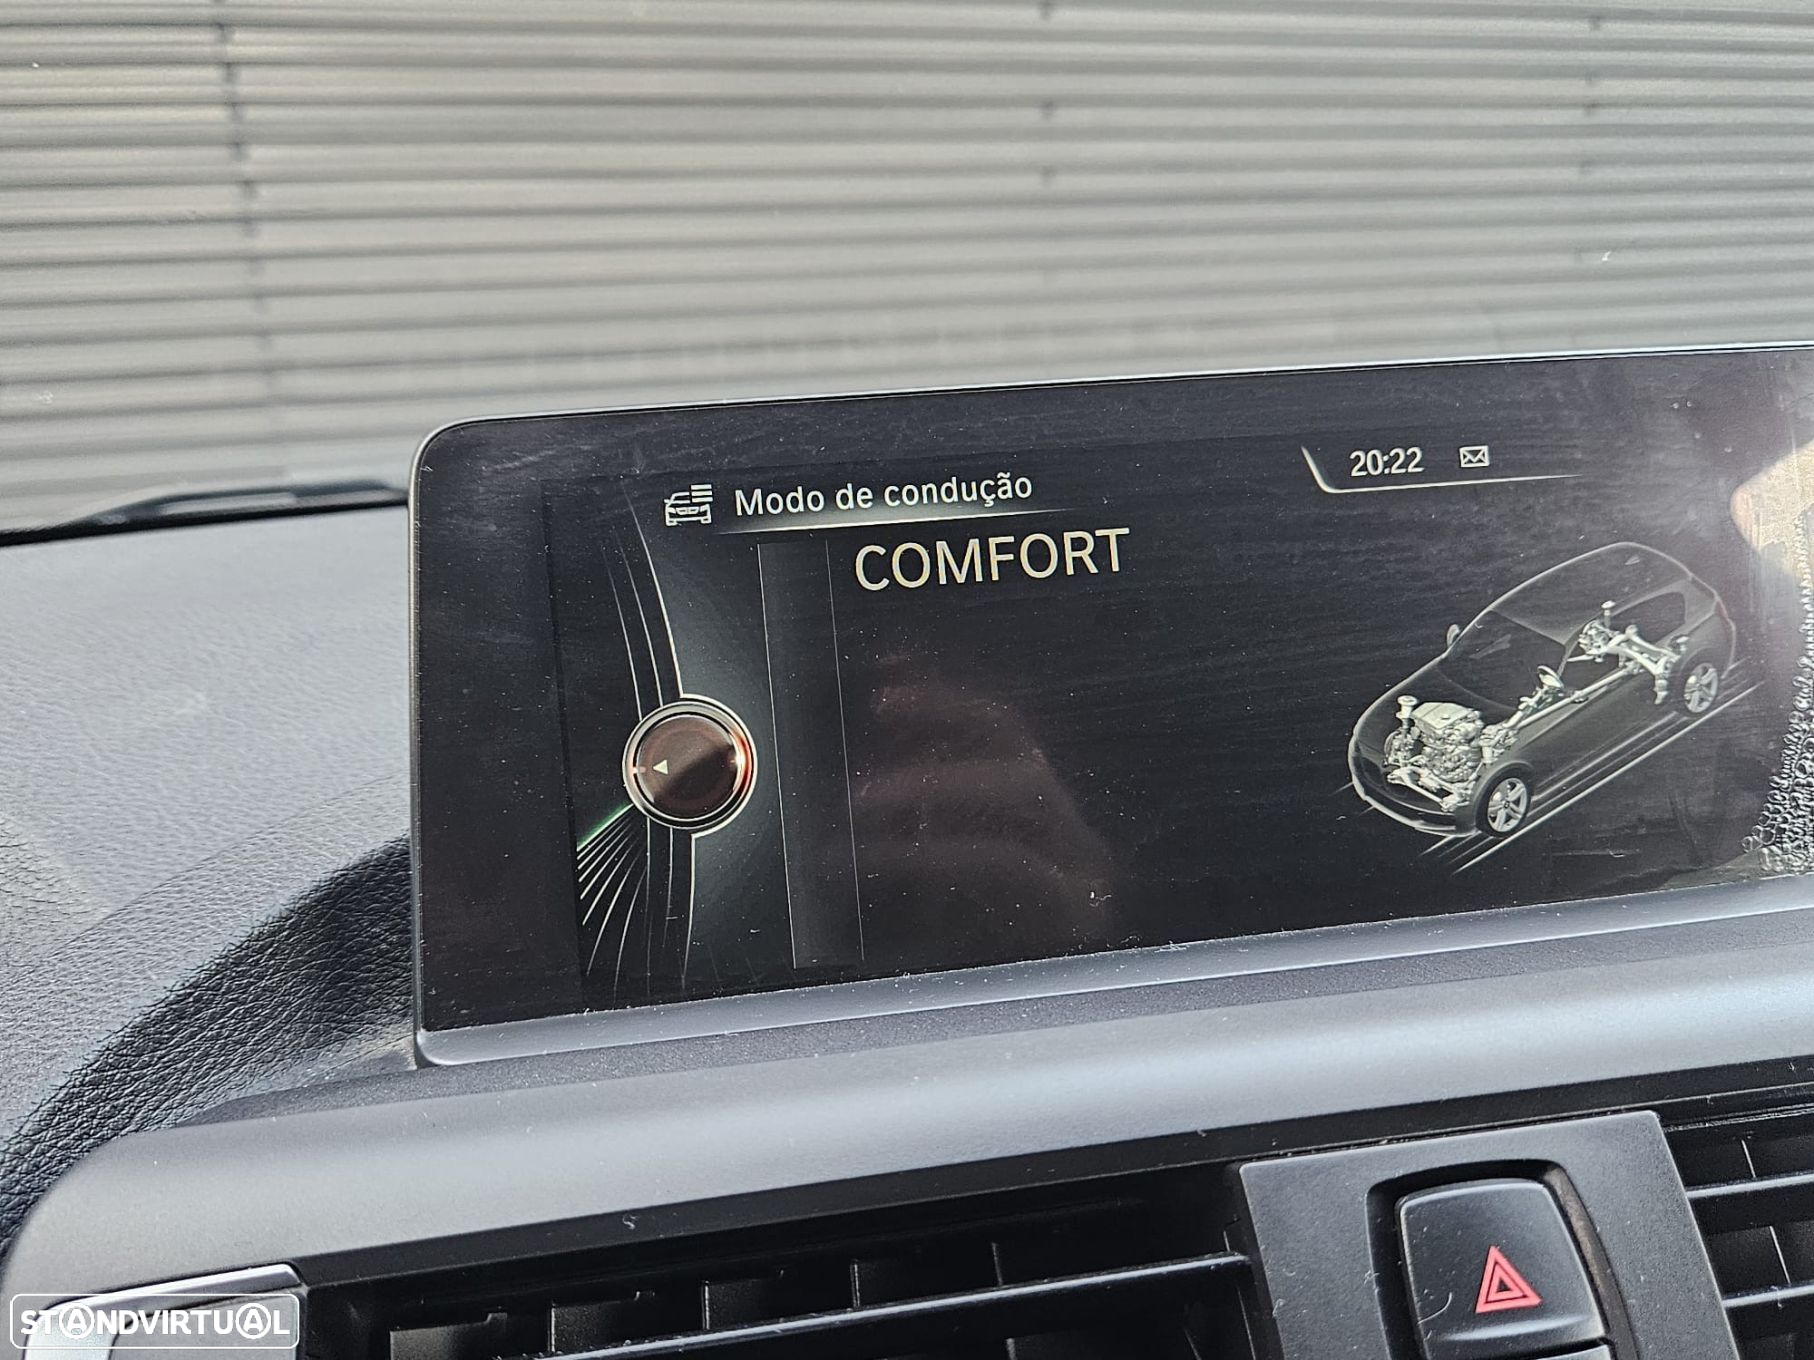 Modo de condução
20:22
COMFORT
STANDVIRTUAL